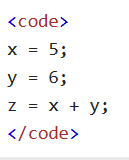 <code>
x = 5;
y = 6;
z = x + y;
</code>